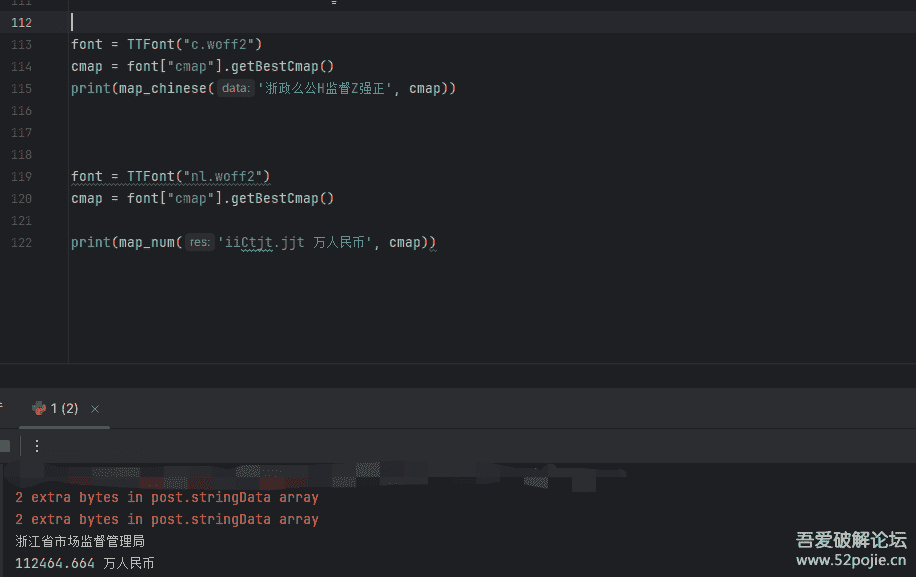 111
112
113 font = TTFont("c.woff2")
114 cmap = font["cmap"].getBestCmap()
115 print(map_chinese( data: '浙政么公H监督Z强正', cmap))
116
117
118
119 font = TTFont("nl.woff2")
120 cmap = font["cmap"].getBestCmap()
121
122 print(map_num( res: 'iiCtjt.jjt 万人民币', cmap))
1 (2) ×
2 extra bytes in post.stringData array
2 extra bytes in post.stringData array
浙江省市场监督管理局
112464.664 万人民币
吾爱破解论坛
www.52pojie.cn